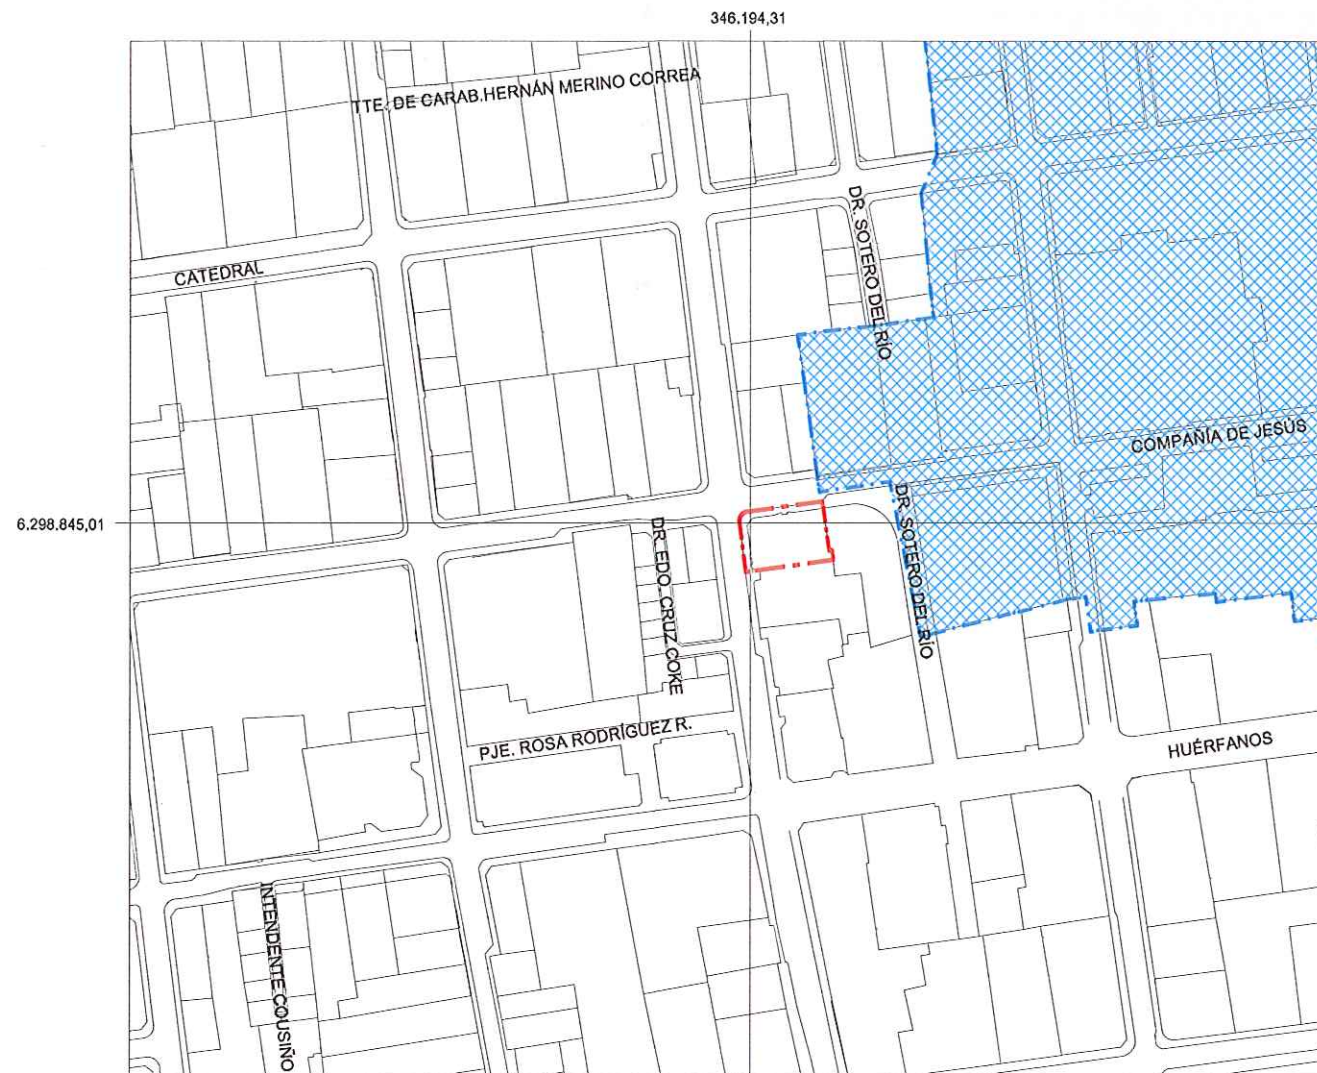 346.194,31
TTE. DE CARAB.HERNÁN MERINO CORREA
CATEDRAL
DR. SOTERO DEL RÍO
COMPAÑÍA DE JESÚS
6.298.845,01
DR. EDO. CRUZ COKE
DR. SOTERO DEL RÍO
PJE. ROSA RODRÍGUEZ R.
HUÉRFANOS
INTENDENTE COUSIÑO